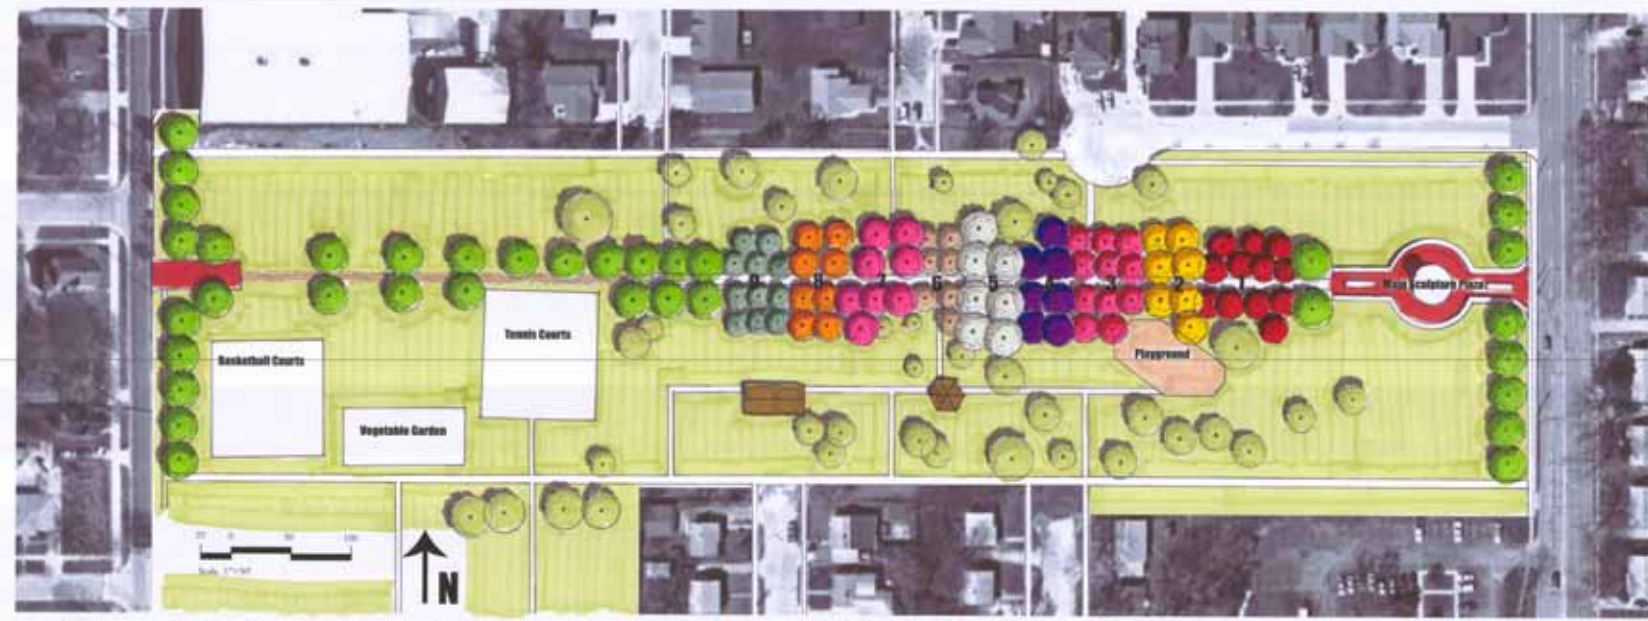 9
8
7
6
5
4
3
2
1
Main Sculpture Plaza
Tennis Courts
Playground
Basketball Courts
Vegetable Garden
N